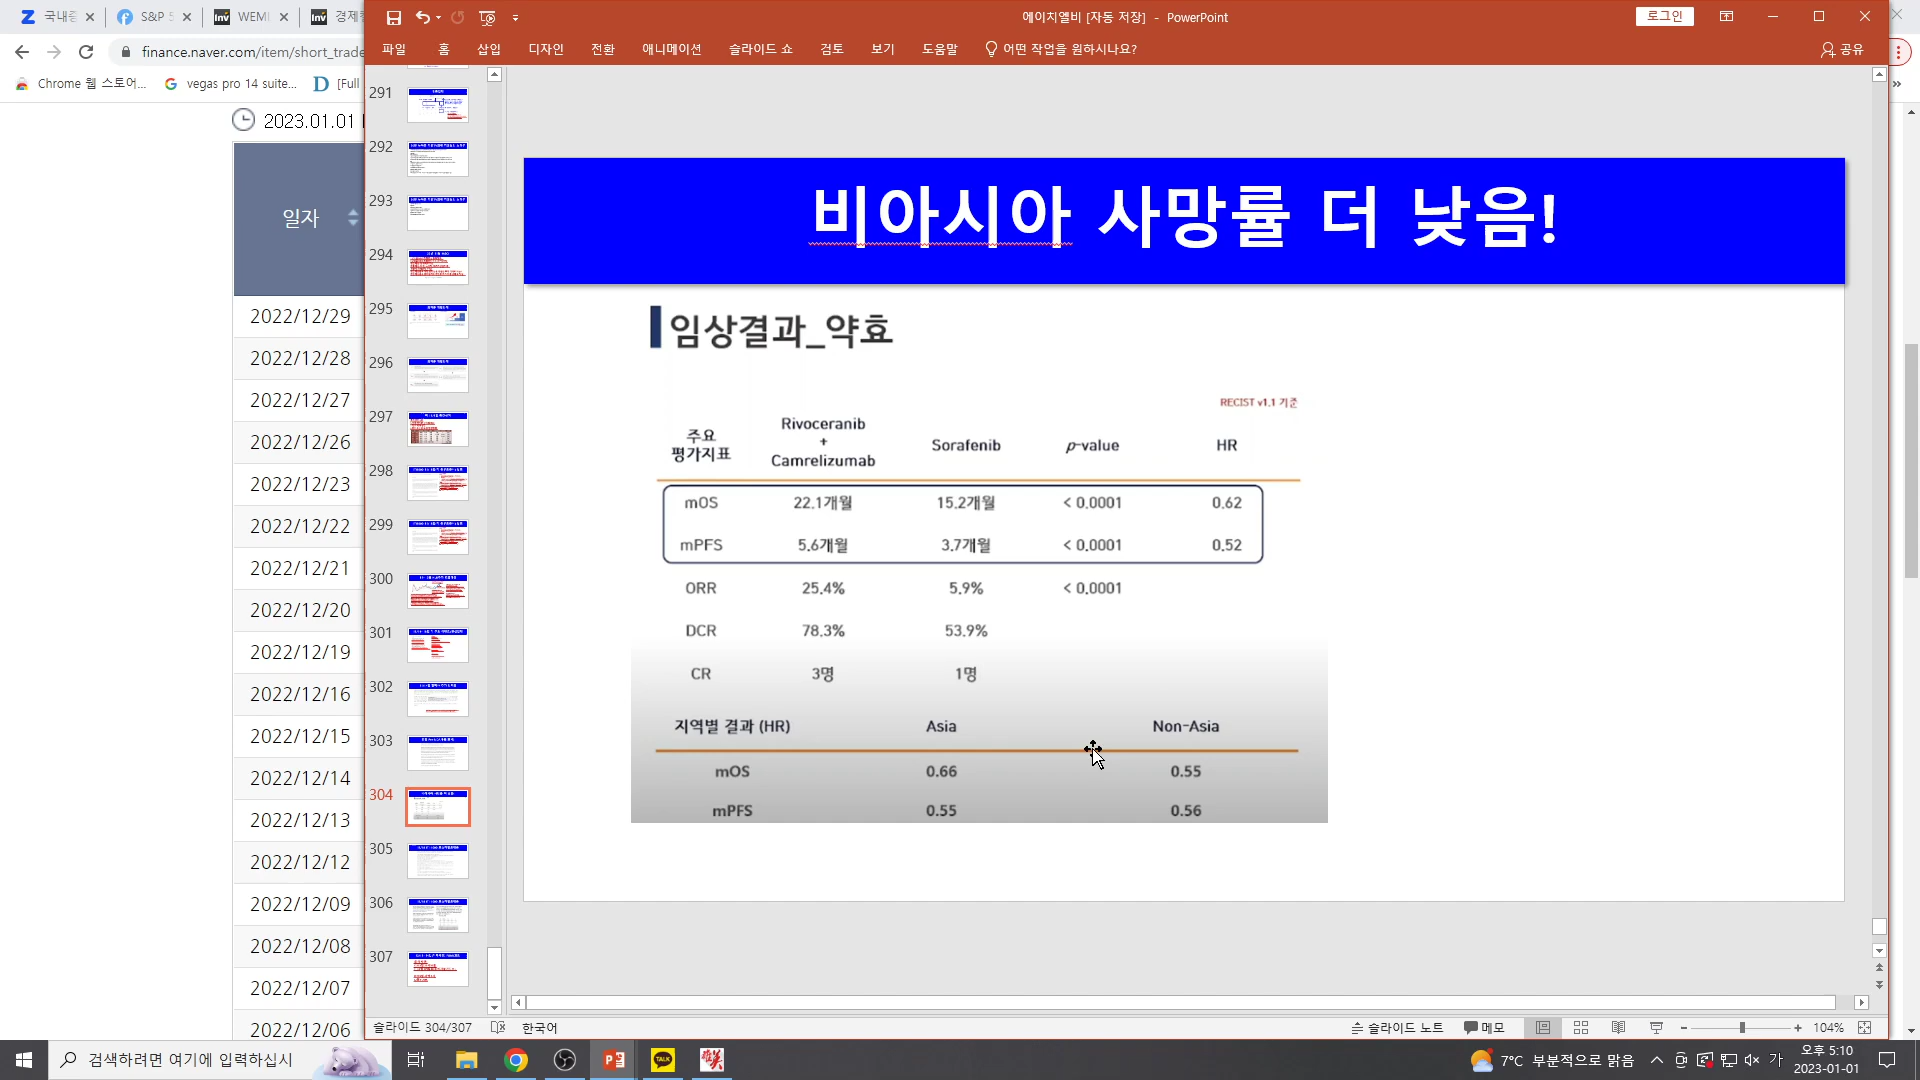 국내증
S&P 5
WEMI
경제캘
finance.naver.com/item/short_trade
Chrome 웹 스토어...
vegas pro 14 suite...
[Full
2023.01.01
일자
2022/12/29
2022/12/28
2022/12/27
2022/12/26
2022/12/23
2022/12/22
2022/12/21
2022/12/20
2022/12/19
2022/12/16
2022/12/15
2022/12/14
2022/12/13
2022/12/12
2022/12/09
2022/12/08
2022/12/07
2022/12/06
에이치엘비 [자동 저장] - PowerPoint
로그인
파일 홈 삽입 디자인 전환 애니메이션 슬라이드 쇼 검토 보기 도움말 어떤 작업을 원하시나요?
공유
291
292
293
294
295
296
297
298
299
300
301
302
303
304
305
306
307
비아시아 사망률 더 낮음!
임상결과_약효
RECIST v1.1 기준
주요 평가지표 Rivoceranib + Camrelizumab Sorafenib p-value HR
mOS 22.1개월 15.2개월 < 0.0001 0.62
mPFS 5.6개월 3.7개월 < 0.0001 0.52
ORR 25.4% 5.9% < 0.0001
DCR 78.3% 53.9%
CR 3명 1명
지역별 결과 (HR) Asia Non-Asia
mOS 0.66 0.55
mPFS 0.55 0.56
슬라이드 304/307 한국어
슬라이드 노트 메모 104%
검색하려면 여기에 입력하십시
TALK
7°C 부분적으로 맑음
가
오후 5:10
2023-01-01